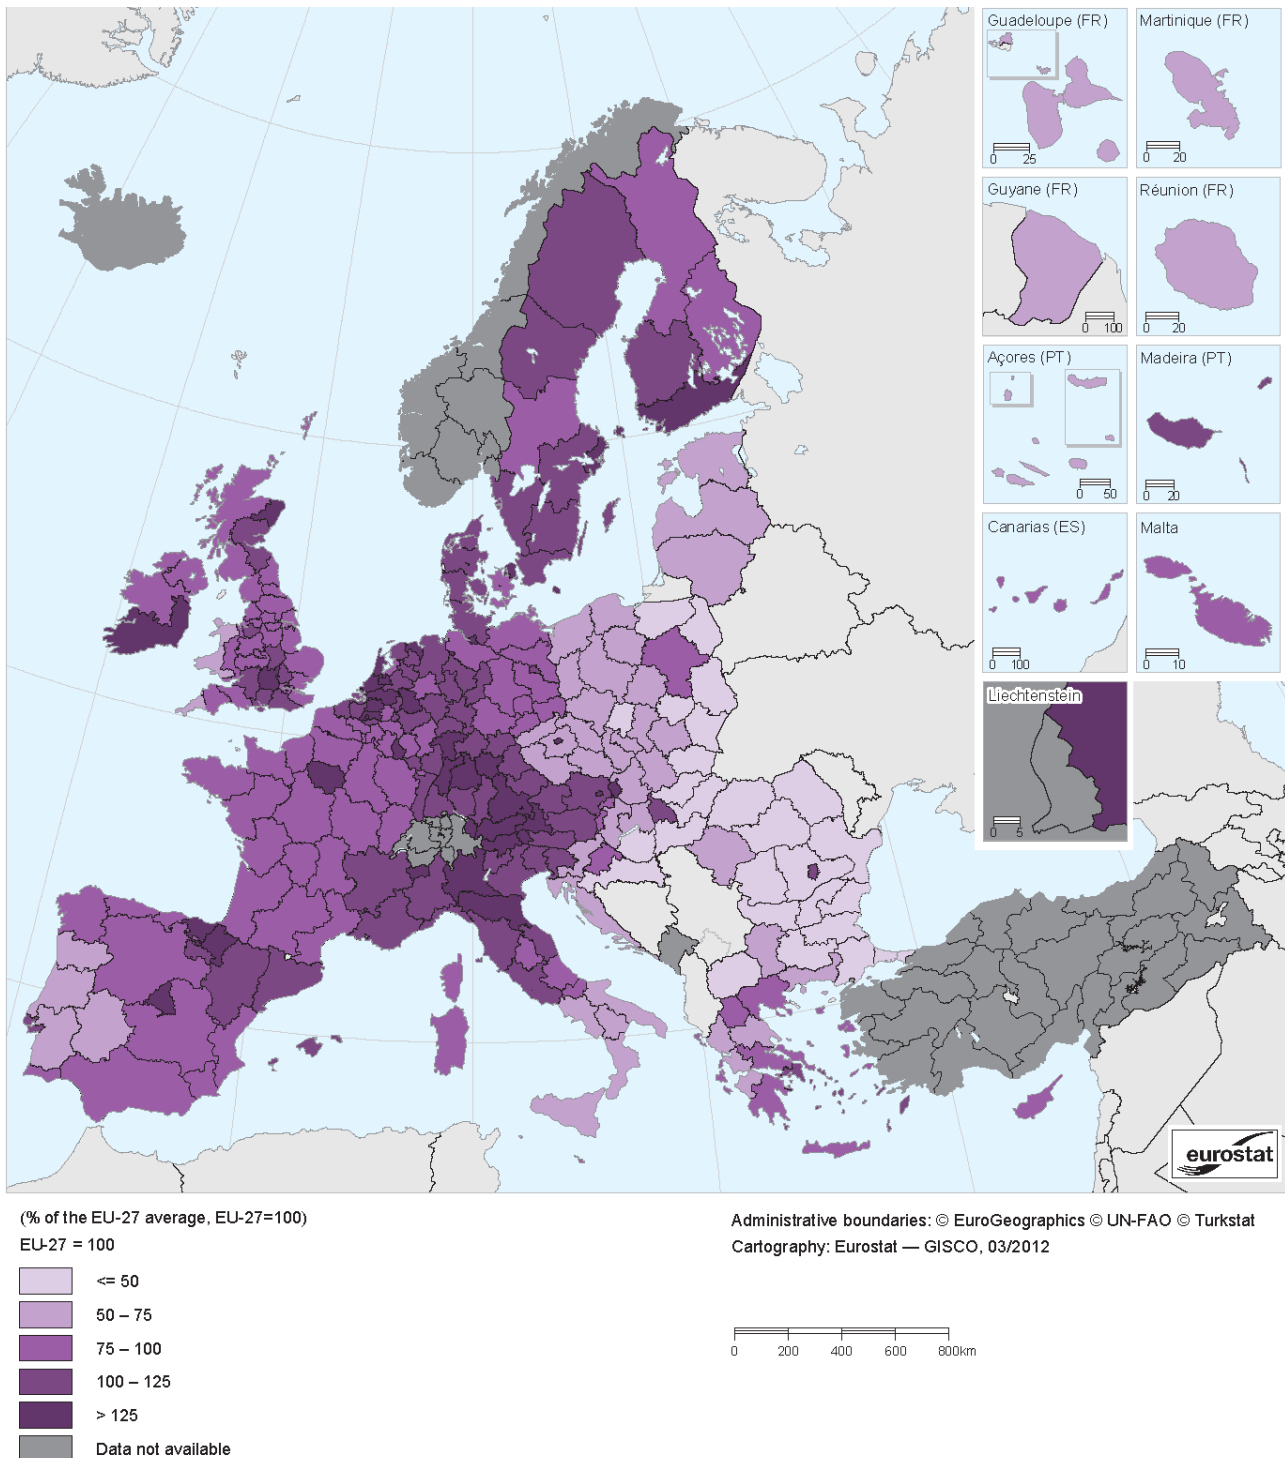 Guadeloupe (FR)
0 25
Martinique (FR)
0 20
Guyane (FR)
0 100
Réunion (FR)
0 20
Açores (PT)
0 50
Madeira (PT)
0 20
Canarias (ES)
0 100
Malta
0 10
Liechtenstein
0 5
eurostat
(% of the EU-27 average, EU-27=100)
EU-27 = 100
<= 50
50 – 75
75 – 100
100 – 125
> 125
Data not available
Administrative boundaries: © EuroGeographics © UN-FAO © Turkstat
Cartography: Eurostat — GISCO, 03/2012
0 200 400 600 800km